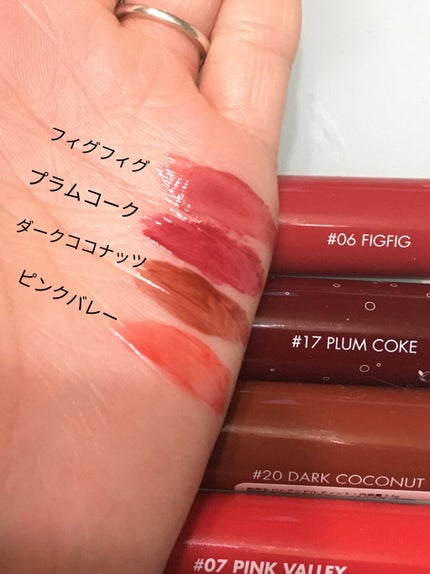 フィグフィグ
プラムコーク
ダークココナッツ
ピンクバレー
#06 FIGFIG
#17 PLUM COKE
#20 DARK COCONUT
#07 PINK VALLEY